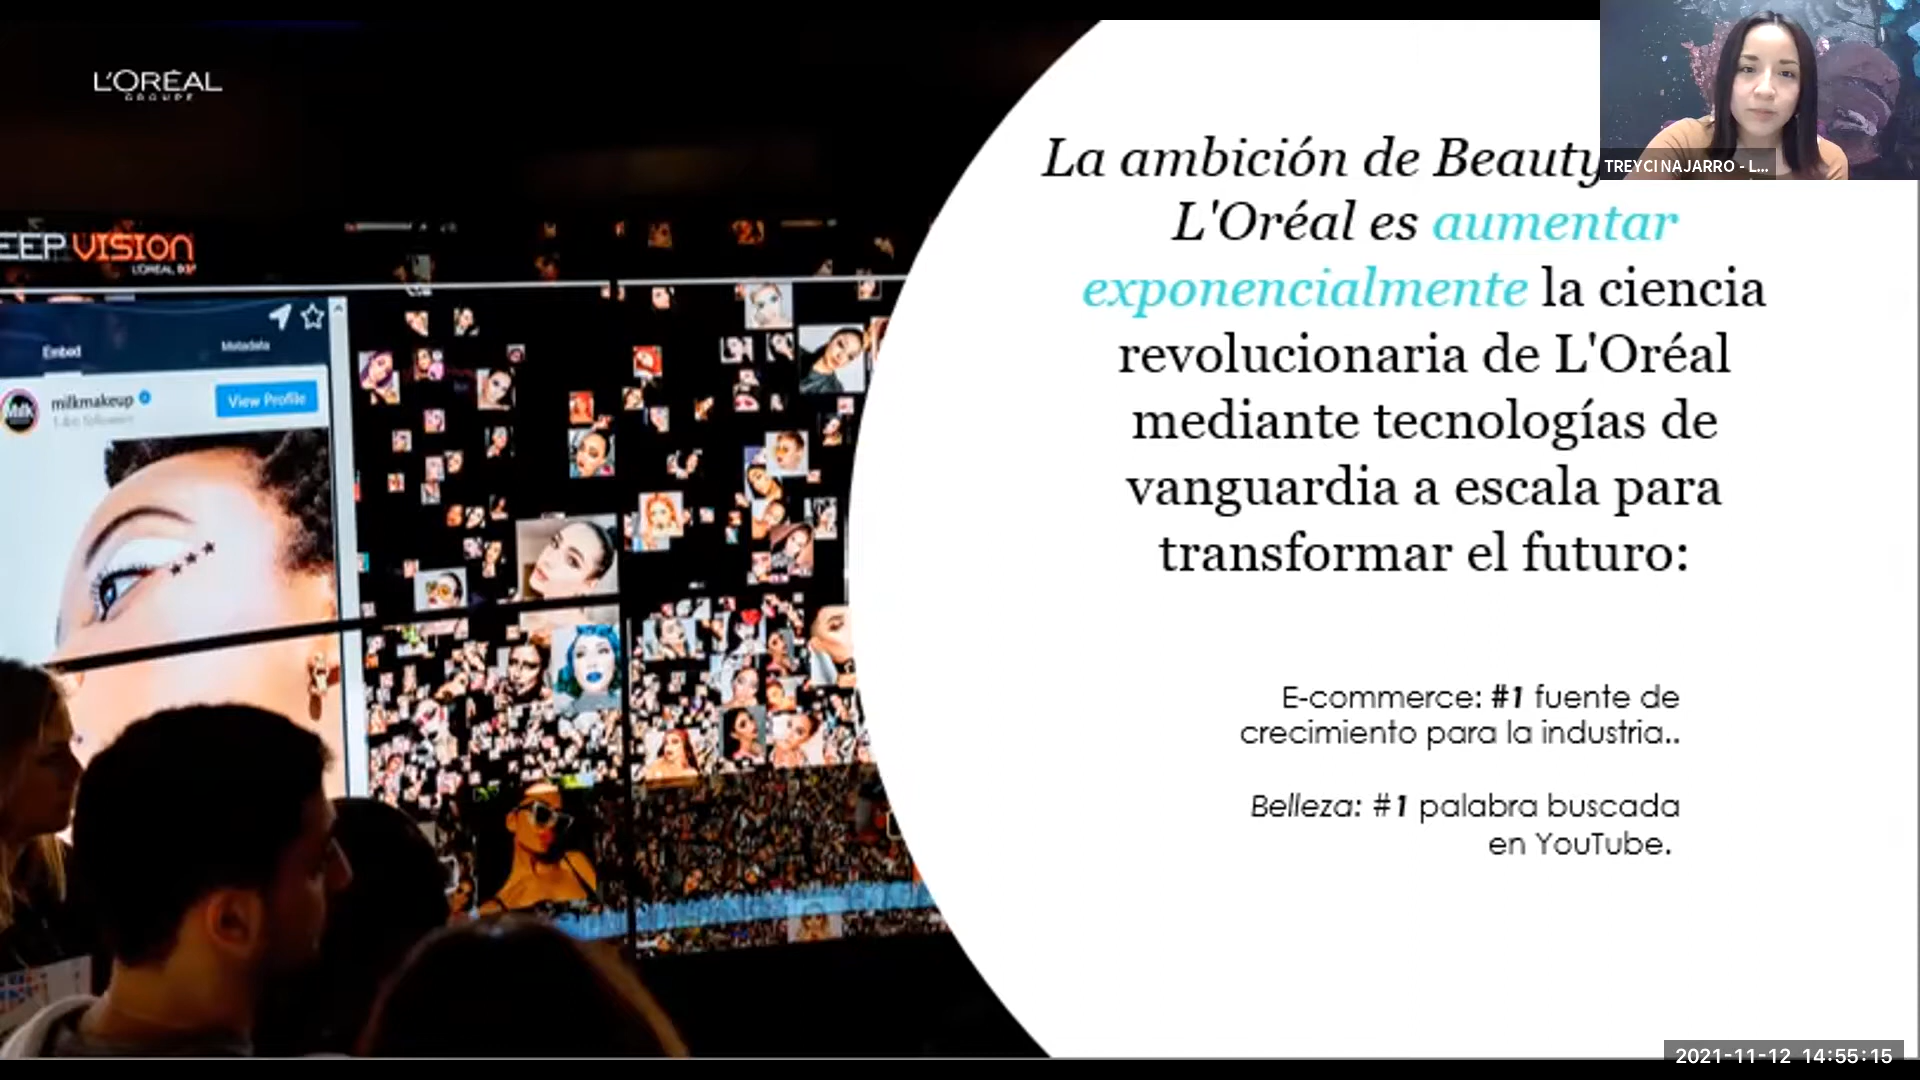 L'ORÉAL
GROUPE
EEP VISION
Embed
Metadata
milkmakeup
View Profile
Milk
La ambición de Beauty
L'Oréal es aumentar
exponencialmente la ciencia
revolucionaria de L'Oréal
mediante tecnologías de
vanguardia a escala para
transformar el futuro:
E-commerce: #1 fuente de
crecimiento para la industria..
Belleza: #1 palabra buscada
en YouTube.
TREYCI NAJARRO - L...
2021-11-12 14:55:15